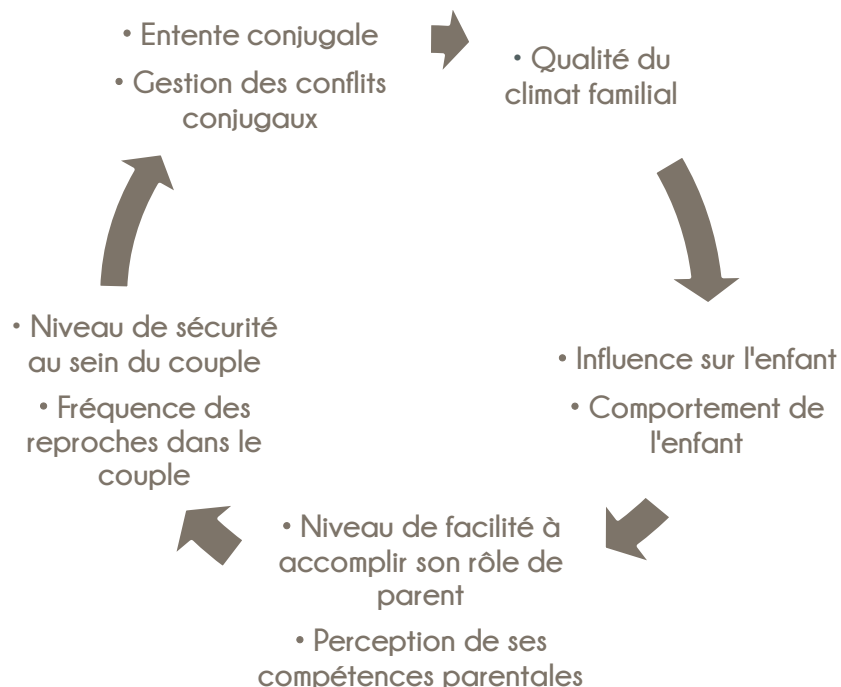 • Entente conjugale
• Gestion des conflits
conjugaux
• Qualité du
climat familial
• Influence sur l'enfant
• Comportement de
l'enfant
• Niveau de facilité à
accomplir son rôle de
parent
• Perception de ses
compétences parentales
• Niveau de sécurité
au sein du couple
• Fréquence des
reproches dans le
couple